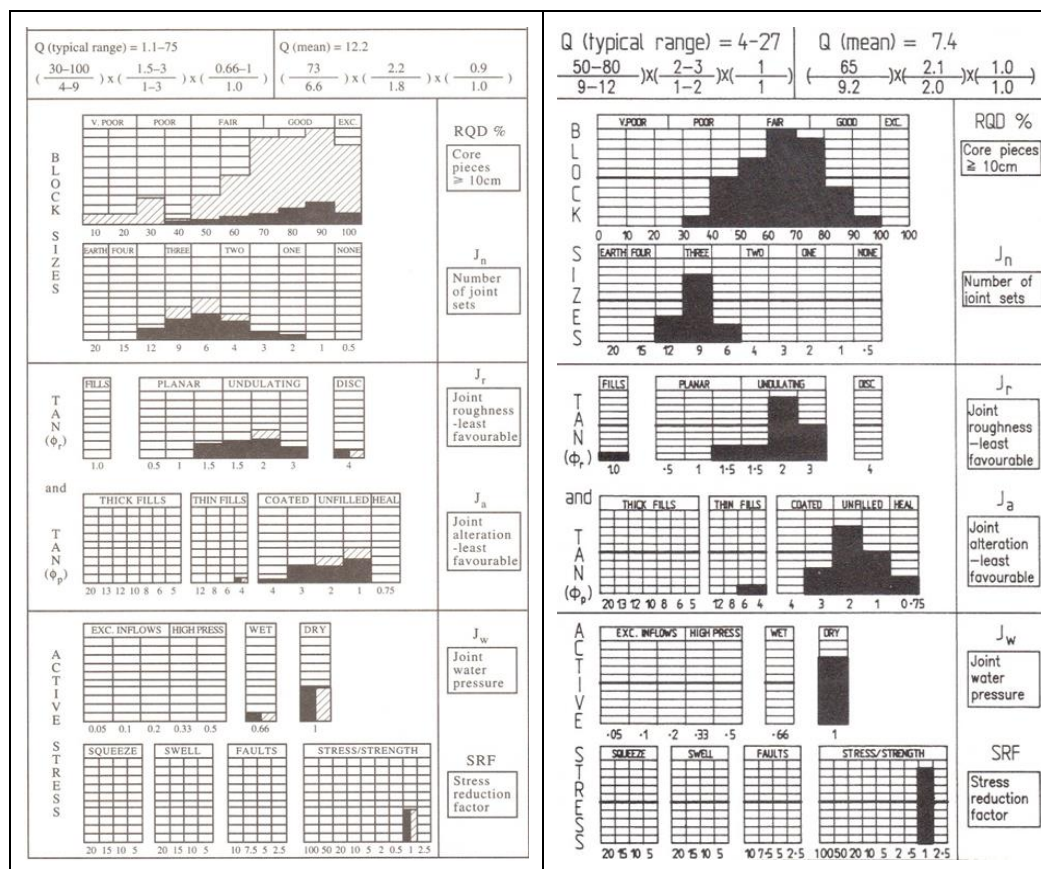 Q (typical range) = 1.1–75
Q (mean) = 12.2
( 30–100 / 4–9 ) x ( 1.5–3 / 1–3 ) x ( 0.66–1 / 1.0 )
( 73 / 6.6 ) x ( 2.2 / 1.8 ) x ( 0.9 / 1.0 )
BLOCK SIZES
V. POOR POOR FAIR GOOD EXC.
10 20 30 40 50 60 70 80 90 100
RQD %
Core
pieces
≥ 10cm
EARTH FOUR THREE TWO ONE NONE
20 15 12 9 6 4 3 2 1 0.5
Jn
Number
of joint
sets
TAN (ϕr)
FILLS PLANAR UNDULATING DISC
1.0 0.5 1 1.5 1.5 2 3 4
Jr
Joint
roughness
-least
favourable
and
TAN (ϕp)
THICK FILLS THIN FILLS COATED UNFILLED HEAL
20 13 12 10 8 6 5 12 8 6 4 4 3 2 1 0.75
Ja
Joint
alteration
-least
favourable
ACTIVE STRESS
EXC. INFLOWS HIGH PRESS WET DRY
0.05 0.1 0.2 0.33 0.5 0.66 1
Jw
Joint
water
pressure
SQUEEZE SWELL FAULTS STRESS/STRENGTH
20 15 10 5 20 15 10 5 10 7.5 5 2.5 100 50 20 10 5 2 0.5 1 2.5
SRF
Stress
reduction
factor
Q (typical range) = 4–27
Q (mean) = 7.4
50–80 / 9–12 )x( 2–3 / 1–2 )x( 1 / 1 )
( 65 / 9.2 )x( 2.1 / 2.0 )x( 1.0 / 1.0 )
BLOCK SIZES
V.POOR POOR FAIR GOOD EXC.
0 10 20 30 40 50 60 70 80 90 100 100
RQD %
Core pieces
≥ 10cm
EARTH FOUR THREE TWO ONE NONE
20 15 12 9 6 4 3 2 1 .5
Jn
Number of
joint sets
TAN (ϕr)
FILLS PLANAR UNDULATING DISC
1.0 .5 1 1.5 1.5 2 3 4
Jr
Joint
roughness
–least
favourable
and
TAN (ϕp)
THICK FILLS THIN FILLS COATED UNFILLED HEAL
20 13 12 10 8 6 5 12 8 6 4 4 3 2 1 0.75
Ja
Joint
alteration
–least
favourable
ACTIVE STRESS
EXC. INFLOWS HIGH PRESS WET DRY
.05 .1 .2 .33 .5 .66 1
Jw
Joint
water
pressure
SQUEEZE SWELL FAULTS STRESS/STRENGTH
20 15 10 5 20 15 10 5 10 7.5 5 2.5 100 50 20 10 5 2 .5 1 2.5
SRF
Stress
reduction
factor